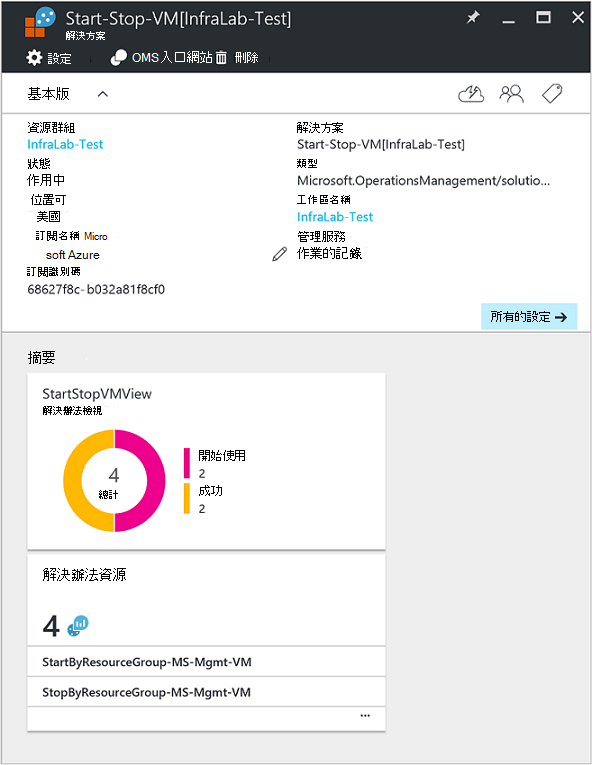 Start-Stop-VM[InfraLab-Test]
解決方案
設定
OMS入口網站
刪除
基本版
資源群組
InfraLab-Test
狀態
作用中
位置可
美國
訂閱名稱 Micro
soft Azure
訂閱識別碼
68627f8c-b032a81f8cf0
解決方案
Start-Stop-VM[InfraLab-Test]
類型
Microsoft.OperationsManagement/solutio...
工作區名稱
InfraLab-Test
管理服務
作業的記錄
所有的設定
摘要
StartStopVMView
解決辦法檢視
4
總計
開始使用
2
成功
2
解決辦法資源
4
StartByResourceGroup-MS-Mgmt-VM
StopByResourceGroup-MS-Mgmt-VM
...